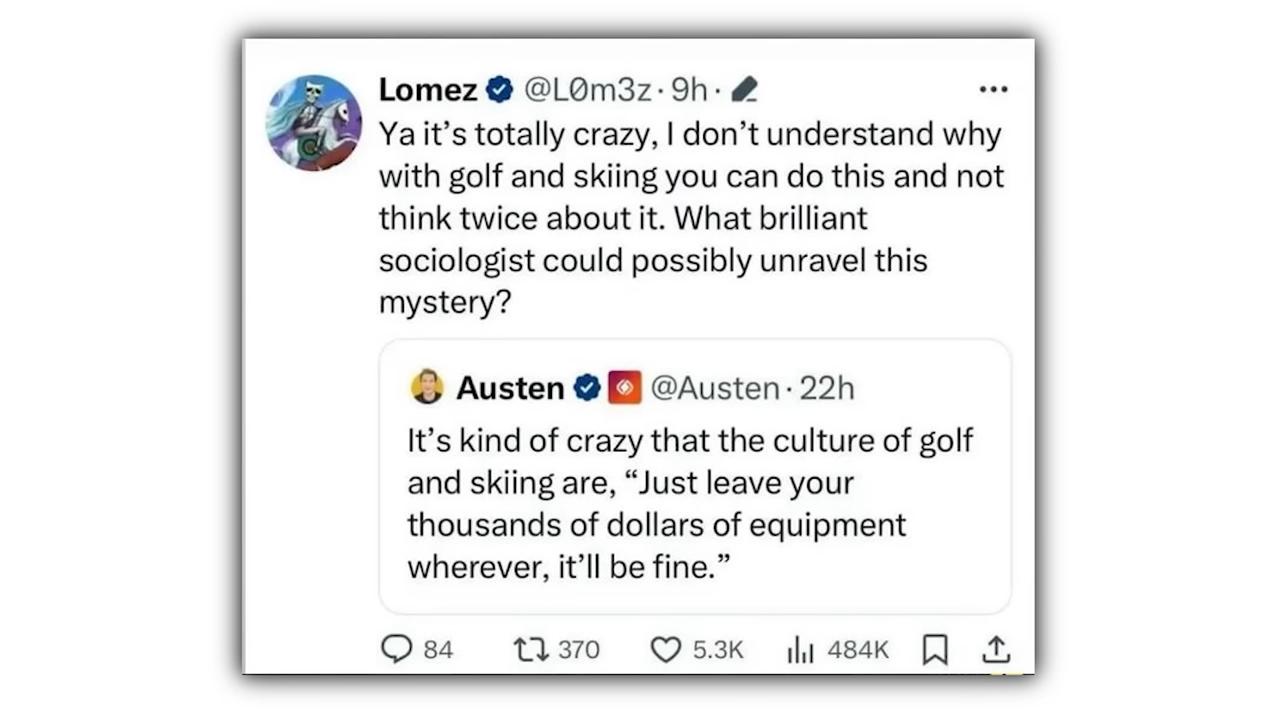 Lomez @L0m3z · 9h ·
Ya it’s totally crazy, I don’t understand why
with golf and skiing you can do this and not
think twice about it. What brilliant
sociologist could possibly unravel this
mystery?
Austen @Austen · 22h
It’s kind of crazy that the culture of golf
and skiing are, “Just leave your
thousands of dollars of equipment
wherever, it’ll be fine.”
84 370 5.3K 484K